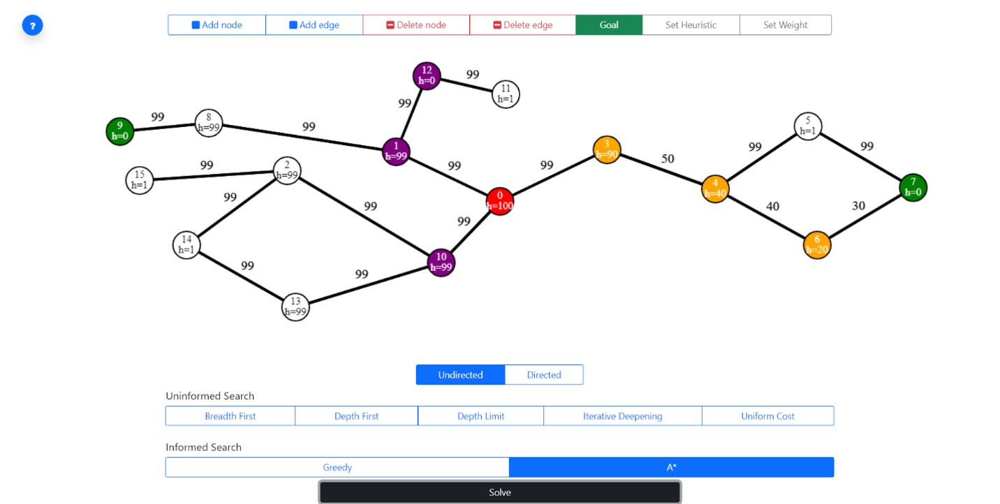 ?
Add node
Add edge
Delete node
Delete edge
Goal
Set Heuristic
Set Weight
12
h=0
99
11
h=1
99
9
h=0
99
8
h=99
99
1
h=99
99
5
h=1
99
99
3
h=90
50
99
15
h=1
99
2
h=99
99
99
0
h=100
99
4
h=40
40
30
7
h=0
14
h=1
99
99
10
h=99
6
h=20
13
h=99
Undirected
Directed
Uninformed Search
Breadth First
Depth First
Depth Limit
Iterative Deepening
Uniform Cost
Informed Search
Greedy
A*
Solve